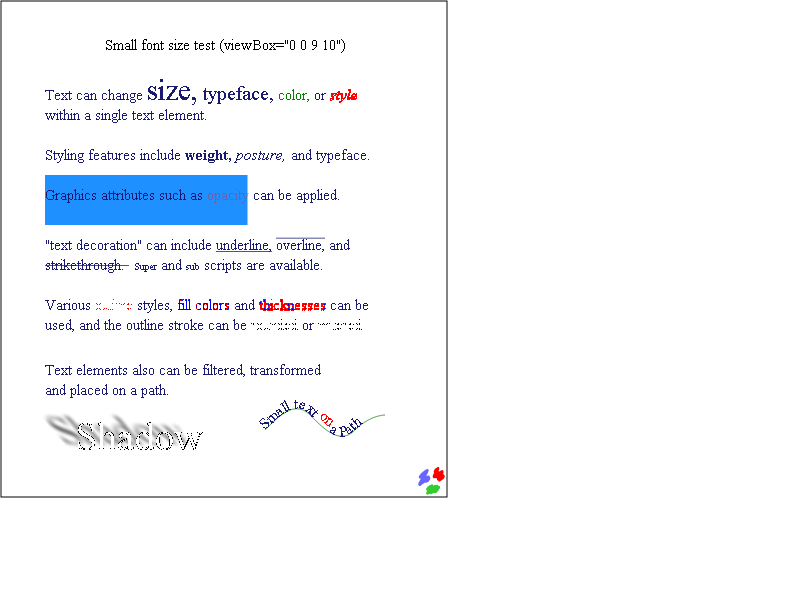 Small font size test (viewBox="0 0 9 10")
Text can change size, typeface, color, or style
within a single text element.
Styling features include weight, posture, and typeface.
Graphics attributes such as opacity can be applied.
"text decoration" can include underline, overline, and
strikethrough. Super and sub scripts are available.
Various outline styles, fill colors and thicknesses can be
used, and the outline stroke can be or
Text elements also can be filtered, transformed
and placed on a path.
Shadow
Small text on a Path